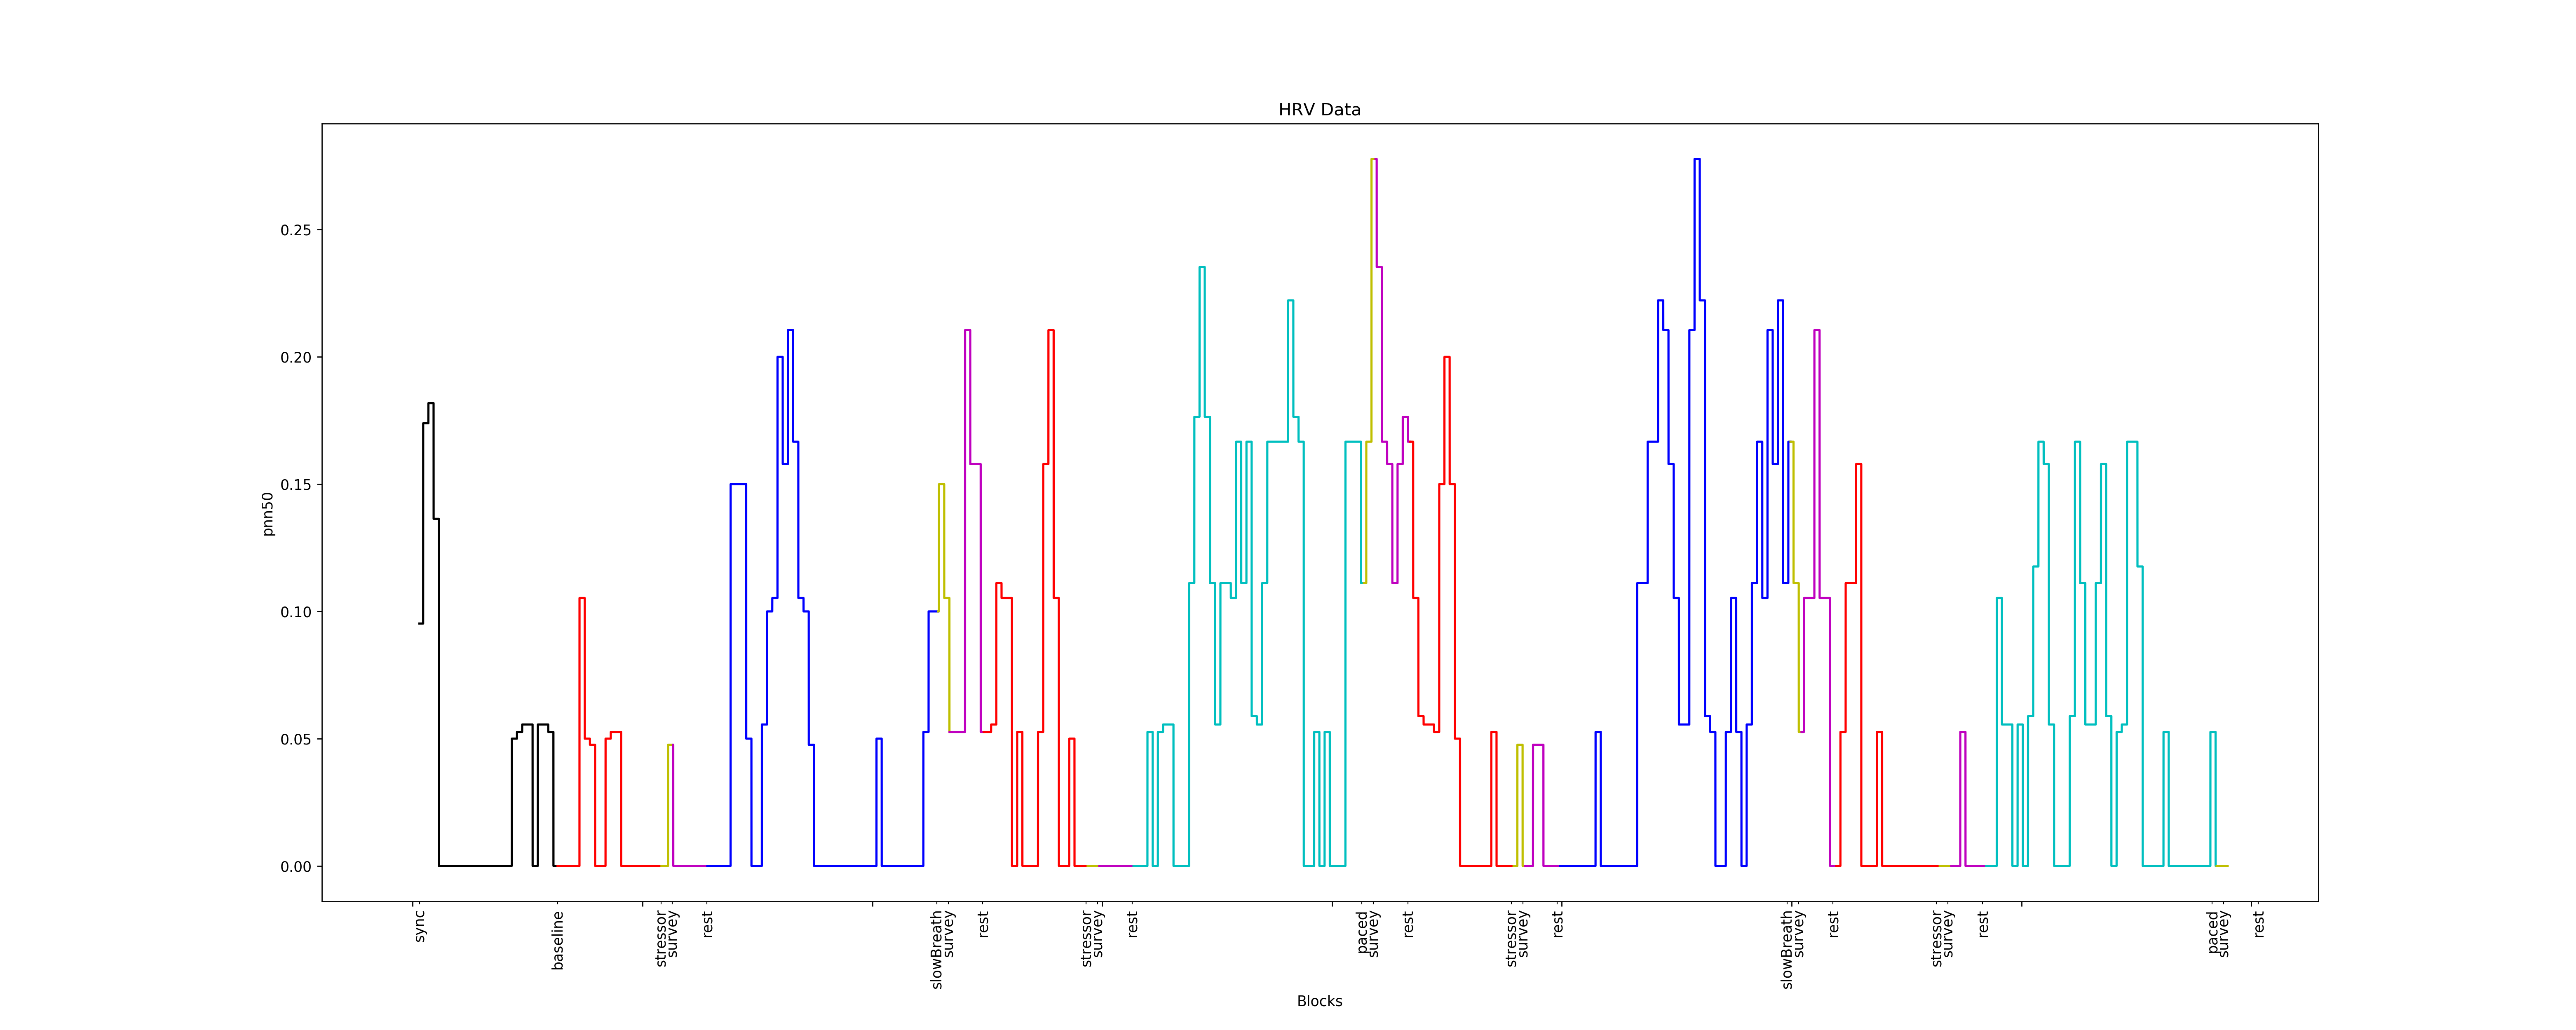 HRV Data
pnn50
0.25
0.20
0.15
0.10
0.05
0.00
sync
baseline
stressor
survey
rest
slowBreath
survey
rest
stressor
survey
rest
paced
survey
rest
stressor
survey
rest
slowBreath
survey
rest
stressor
survey
rest
paced
survey
rest
Blocks